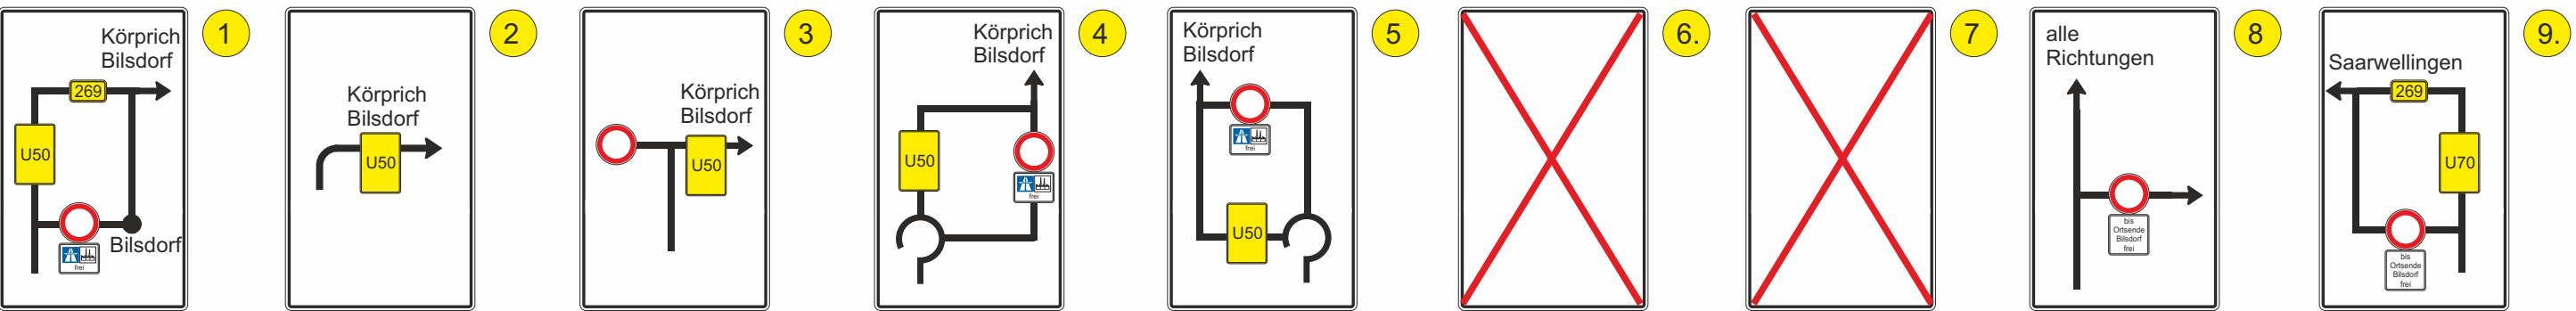 Körprich
Bilsdorf
269
U50
frei
Bilsdorf
1
Körprich
Bilsdorf
U50
2
Körprich
Bilsdorf
U50
3
Körprich
Bilsdorf
U50
frei
4
Körprich
Bilsdorf
frei
U50
5
6.
7
alle
Richtungen
bis
Ortsende
Bilsdorf
frei
8
Saarwellingen
269
U70
bis
Ortsende
Bilsdorf
frei
9.